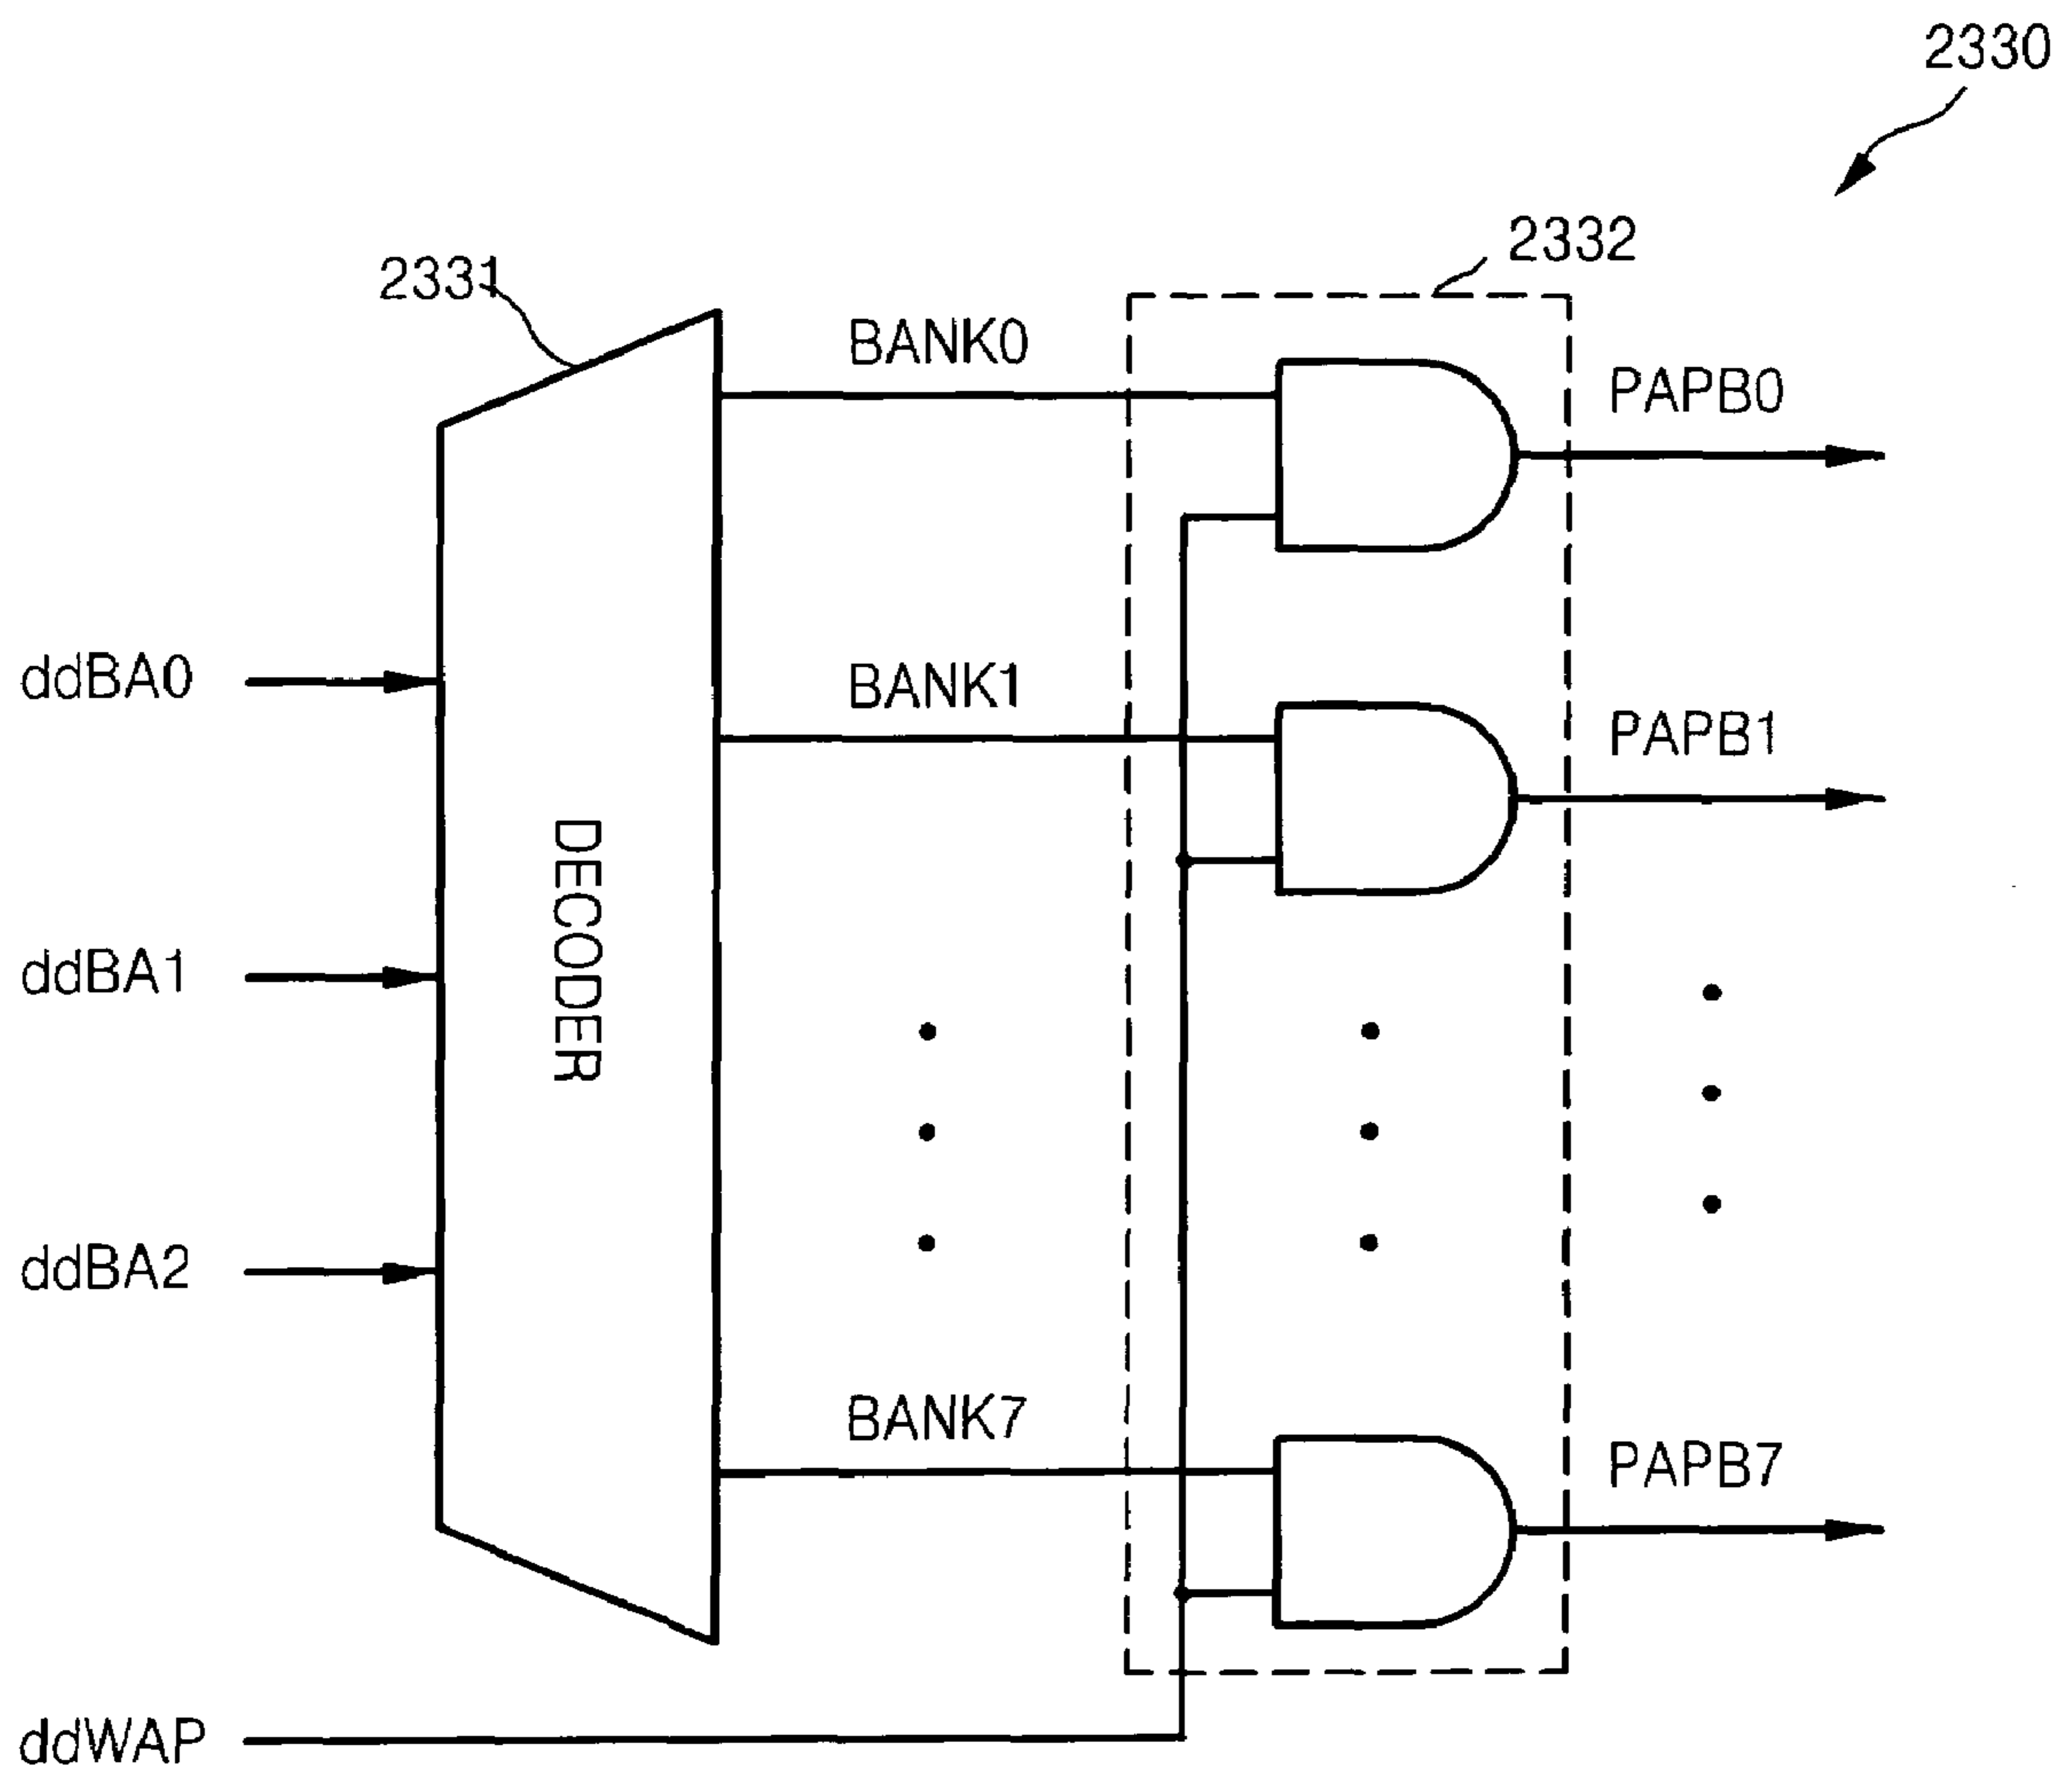 2330
2332
2331
BANK0
PAPB0
ddBA0
BANK1
PAPB1
DECODER
ddBA1
ddBA2
BANK7
PAPB7
ddWAP